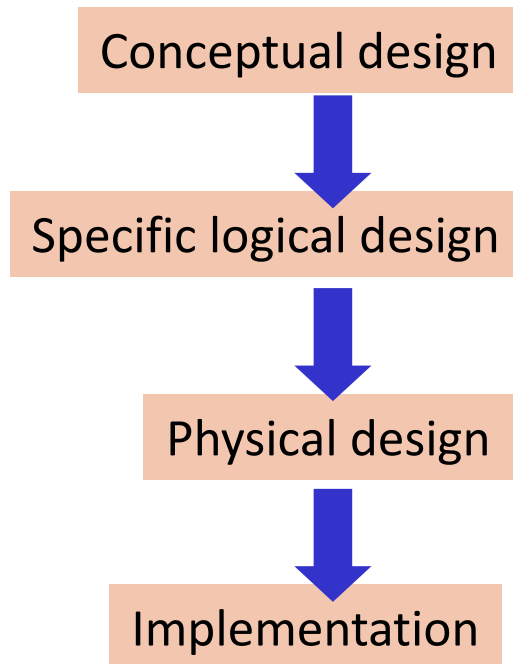 Conceptual design
Specific logical design
Physical design
Implementation